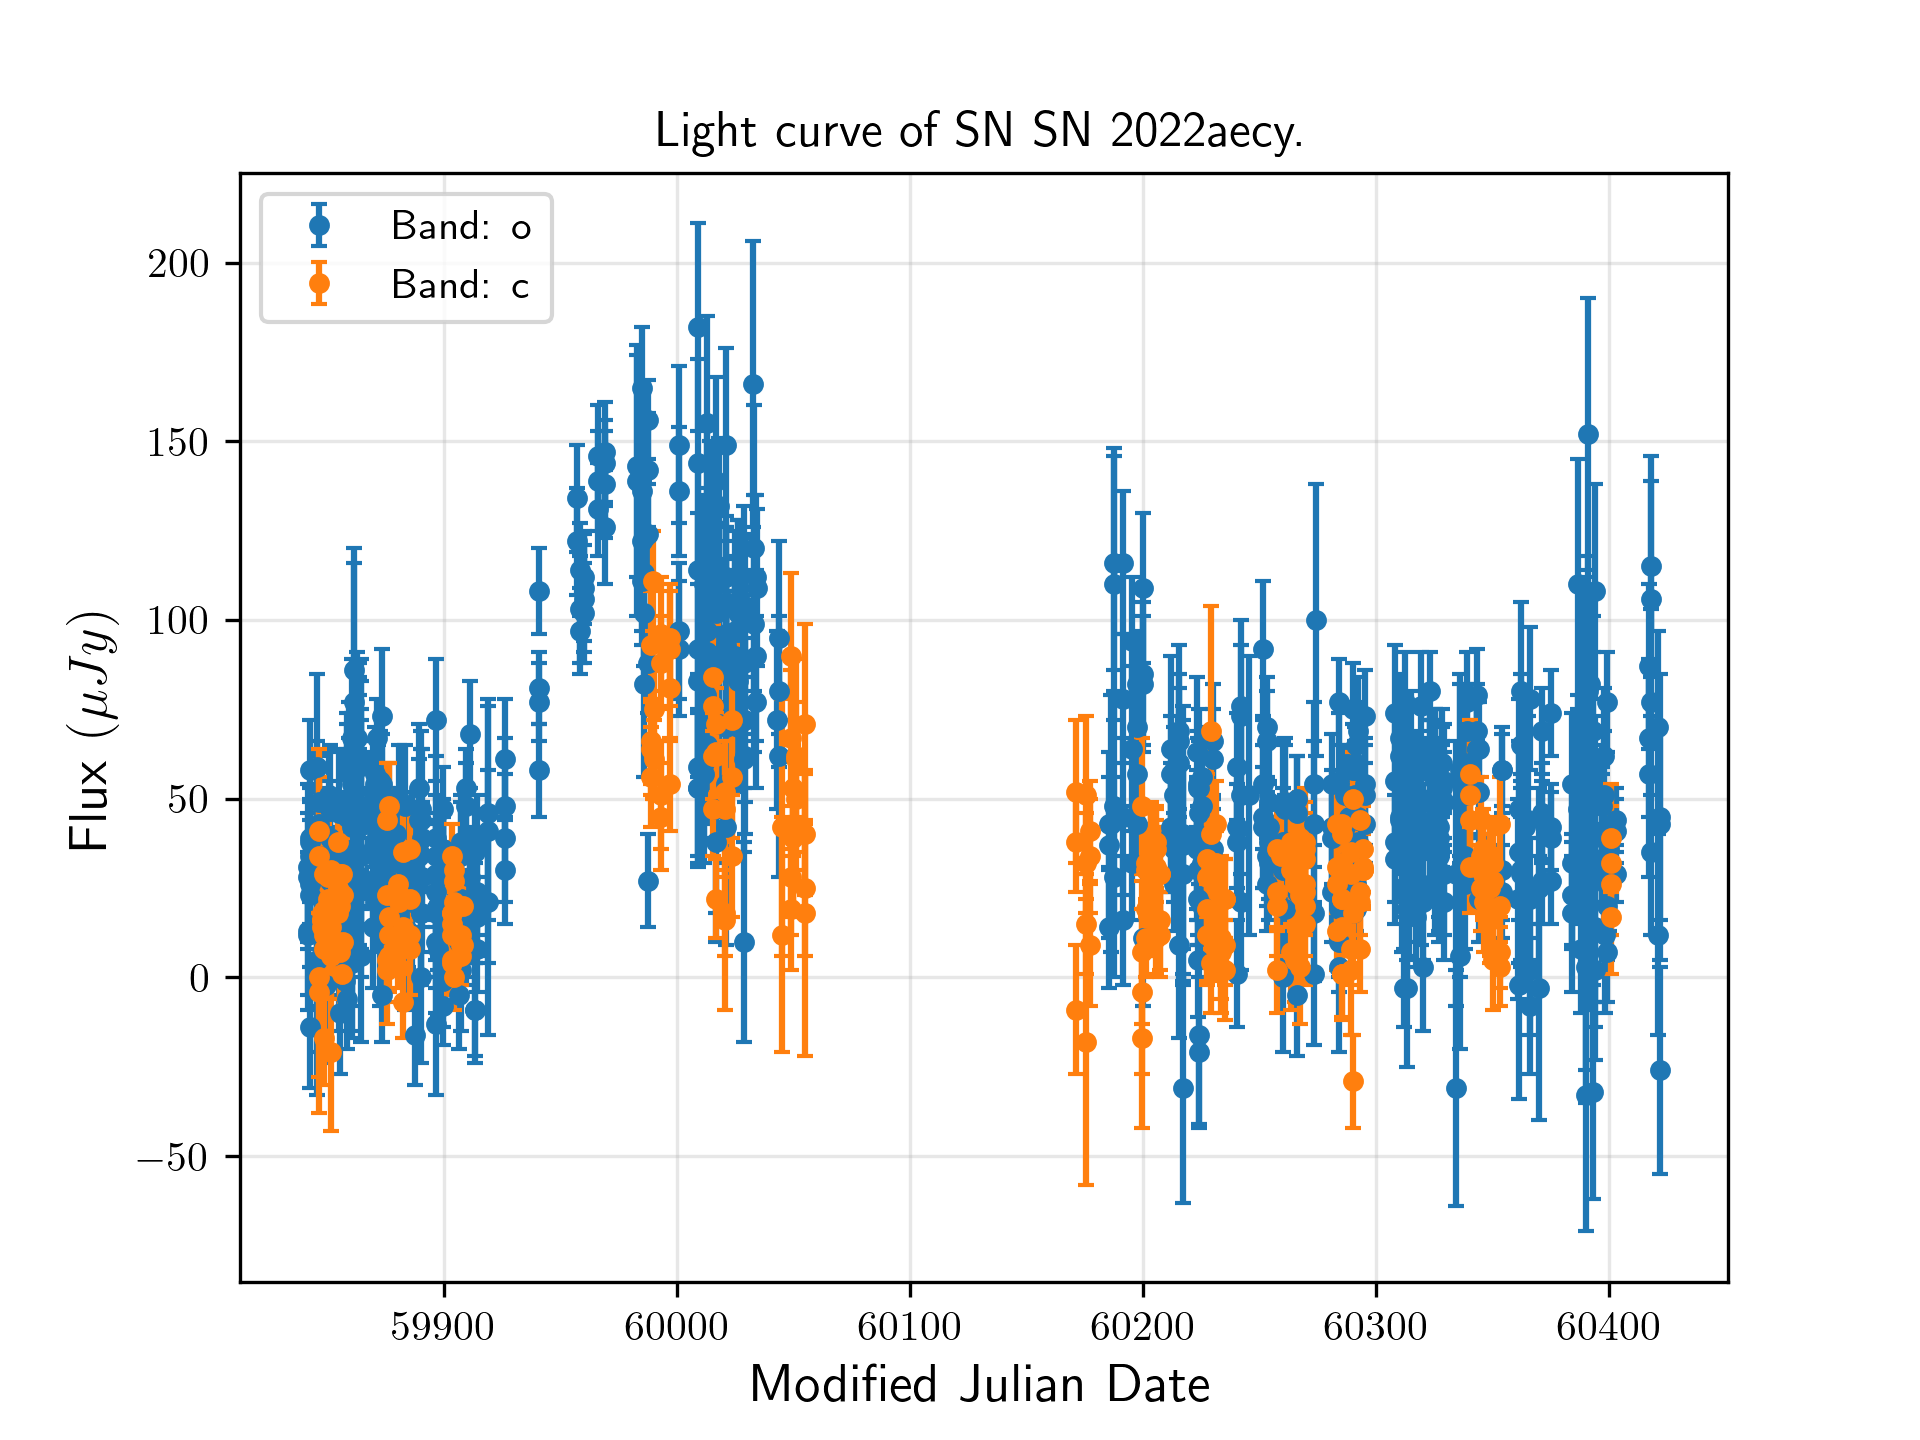 Light curve of SN SN 2022aecy.
Band: o
Band: c
Flux (μJy)
200
150
100
50
0
−50
59900 60000 60100 60200 60300 60400
Modified Julian Date